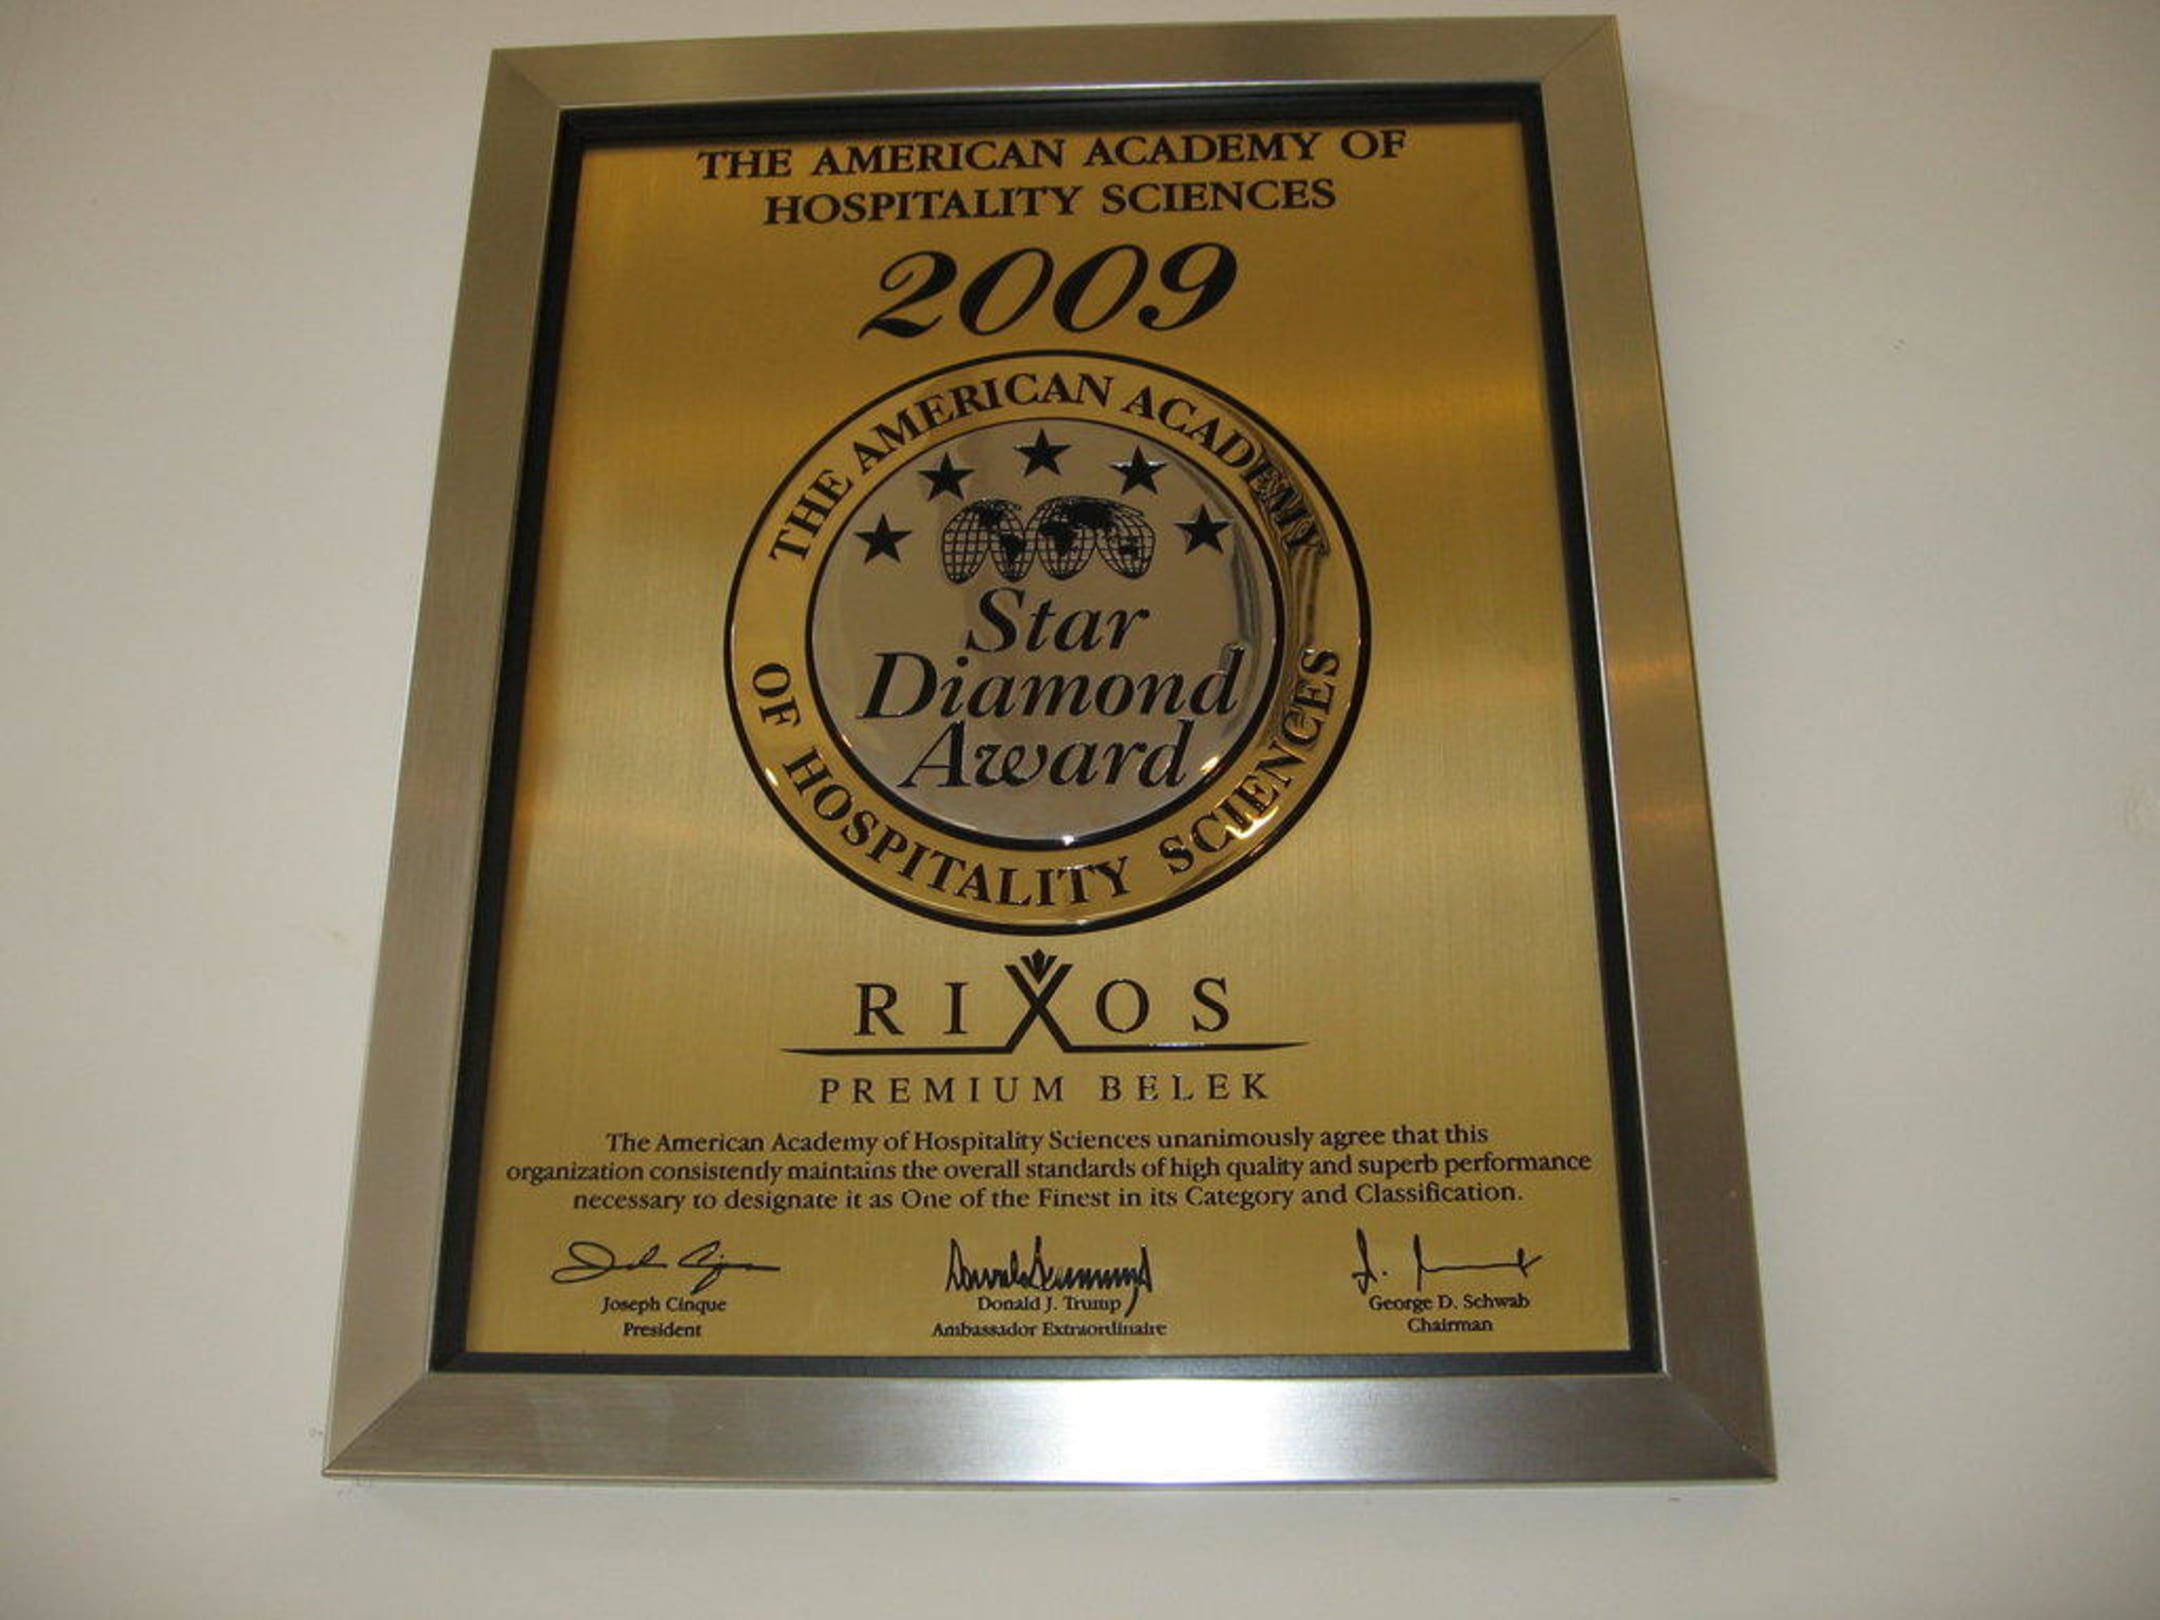 THE AMERICAN ACADEMY OF
HOSPITALITY SCIENCES
2009
THE AMERICAN ACADEMY
OF HOSPITALITY SCIENCES
Star
Diamond
Award
RIXOS
PREMIUM BELEK
The American Academy of Hospitality Sciences unanimously agree that this
organization consistently maintains the overall standards of high quality and superb performance
necessary to designate it as One of the Finest in its Category and Classification.
Joseph Cinque
President
Donald J. Trump
Ambassador Extraordinaire
George D. Schwab
Chairman